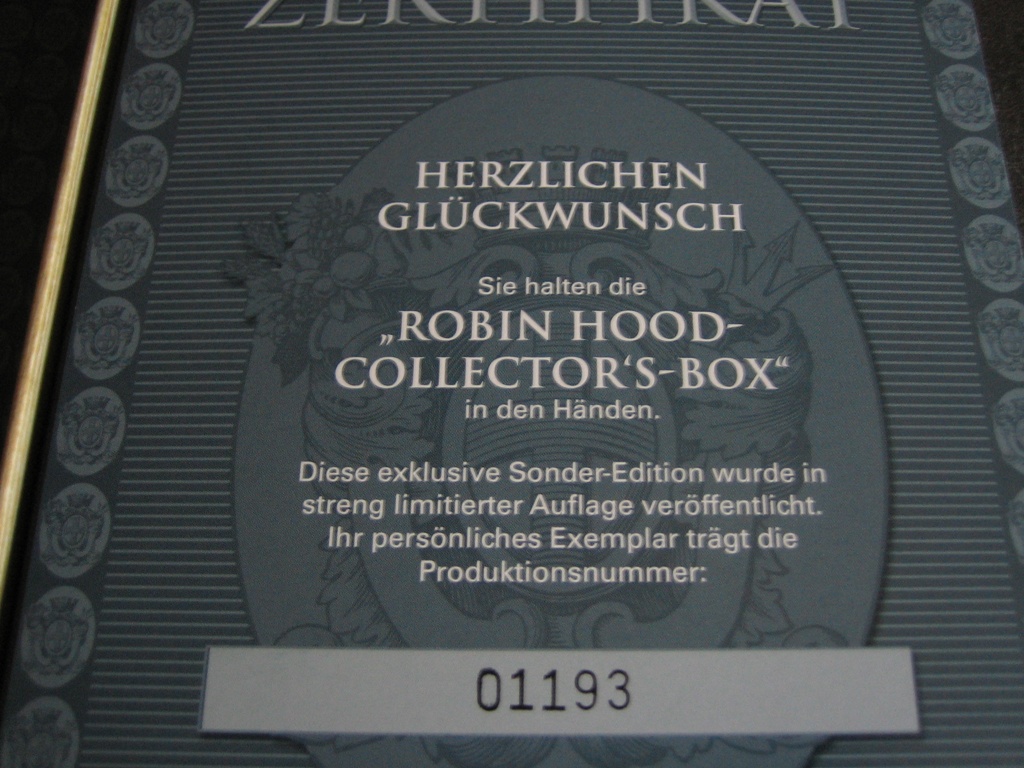 ZERTIFIKAT
HERZLICHEN
GLÜCKWUNSCH
Sie halten die
„ROBIN HOOD-
COLLECTOR‘S-BOX“
in den Händen.
Diese exklusive Sonder-Edition wurde in
streng limitierter Auflage veröffentlicht.
Ihr persönliches Exemplar trägt die
Produktionsnummer:
01193